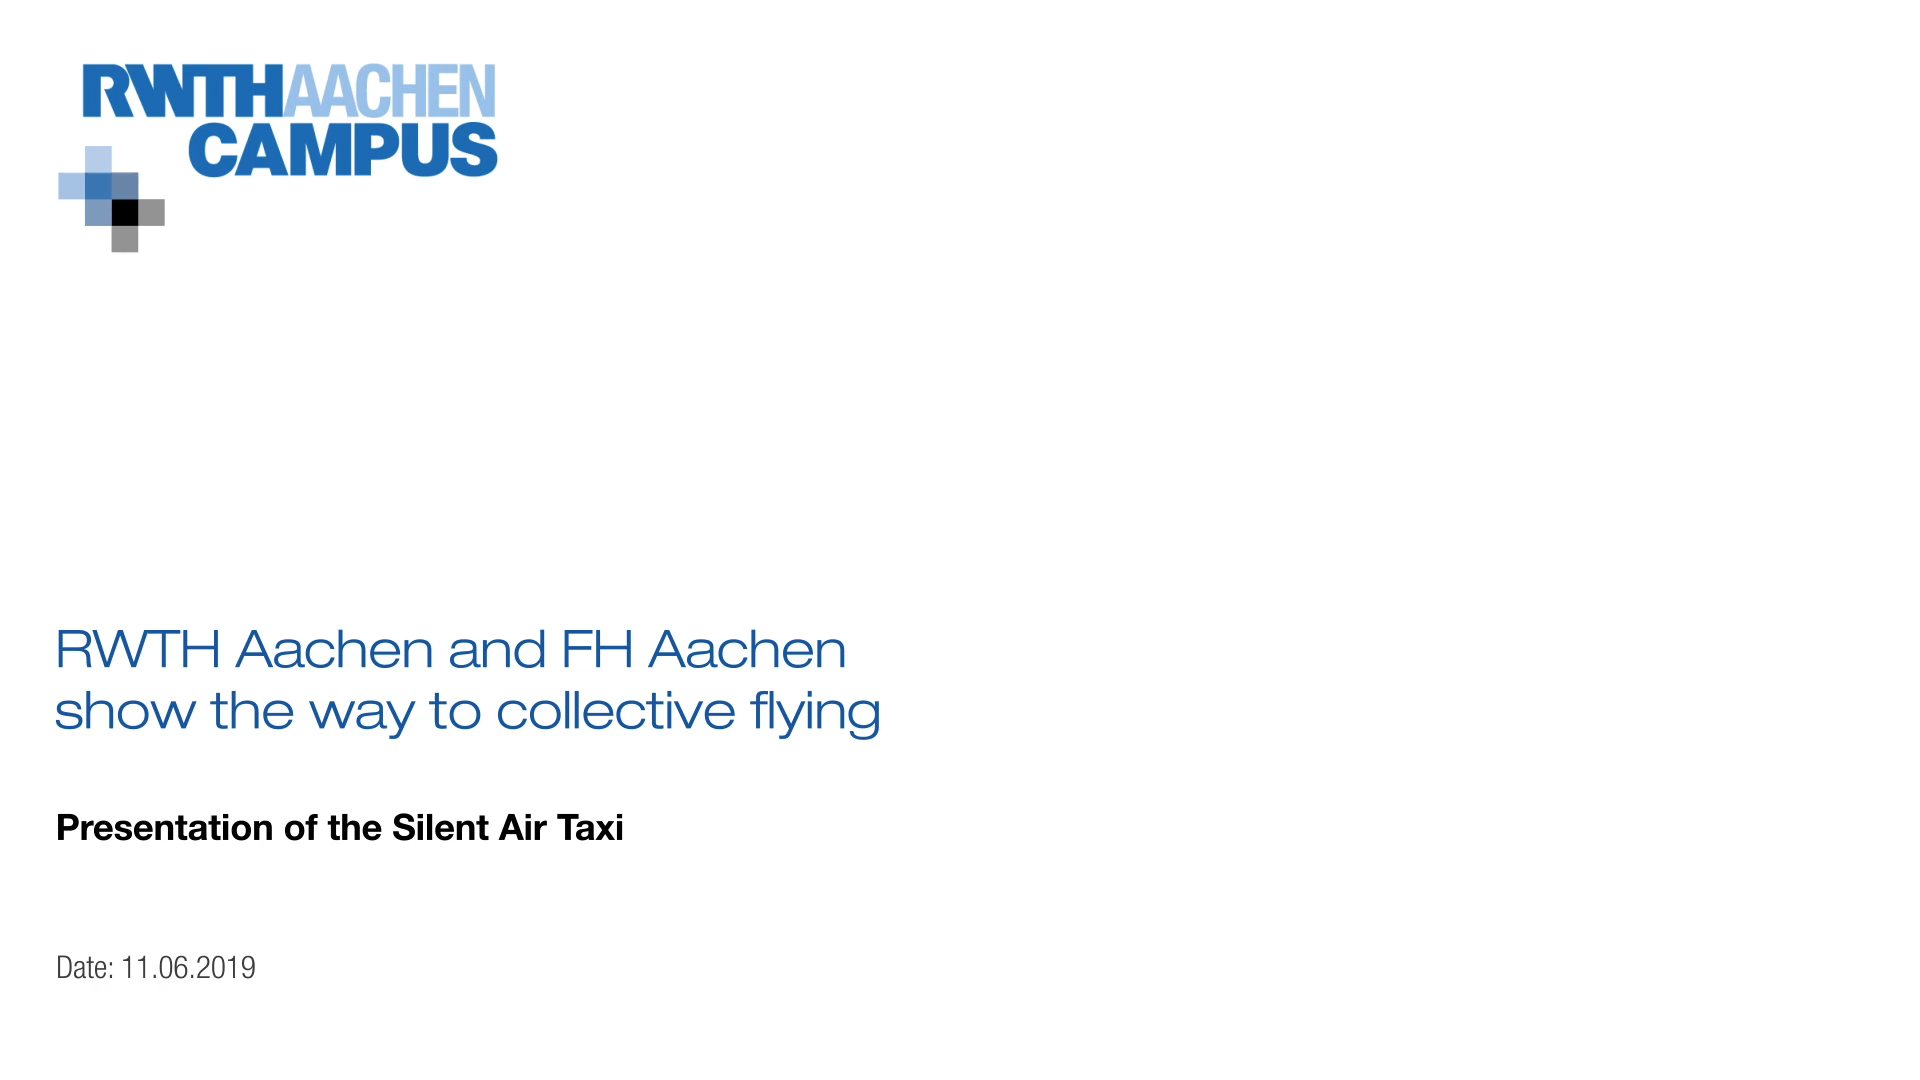 RWTHAACHEN
CAMPUS
RWTH Aachen and FH Aachen
show the way to collective flying
Presentation of the Silent Air Taxi
Date: 11.06.2019